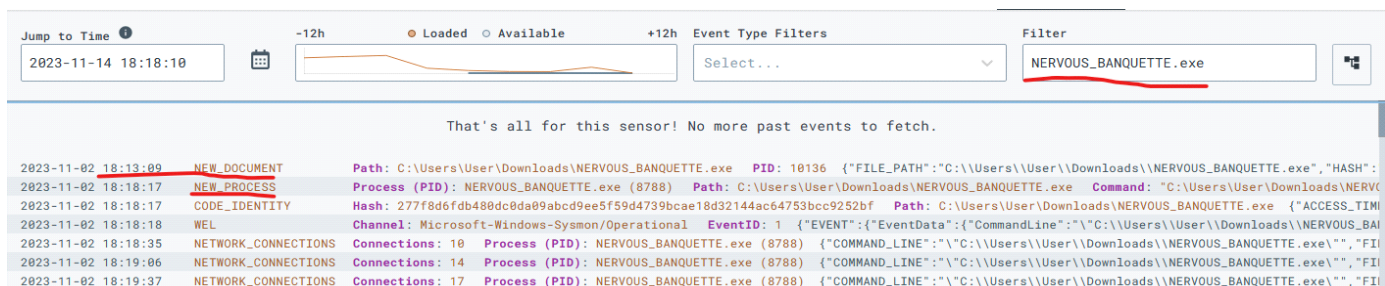 Jump to Time
-12h
Loaded
Available
+12h
Event Type Filters
Filter
2023-11-14 18:18:10
Select...
NERVOUS_BANQUETTE.exe
That's all for this sensor! No more past events to fetch.
2023-11-02 18:13:09 NEW_DOCUMENT Path: C:\Users\User\Downloads\NERVOUS_BANQUETTE.exe PID: 10136 {"FILE_PATH":"C:\\Users\\User\\Downloads\\NERVOUS_BANQUETTE.exe","HASH":
2023-11-02 18:18:17 NEW_PROCESS Process (PID): NERVOUS_BANQUETTE.exe (8788) Path: C:\Users\User\Downloads\NERVOUS_BANQUETTE.exe Command: "C:\Users\User\Downloads\NERVO
2023-11-02 18:18:17 CODE_IDENTITY Hash: 277f8d6fdb480dc0da09abcd9ee5f59d4739bcae18d32144ac64753bcc9252bf Path: C:\Users\User\Downloads\NERVOUS_BANQUETTE.exe {"ACCESS_TIM
2023-11-02 18:18:18 WEL Channel: Microsoft-Windows-Sysmon/Operational EventID: 1 {"EVENT":{"EventData":{"CommandLine":"\"C:\\Users\\User\\Downloads\\NERVOUS_BA
2023-11-02 18:18:35 NETWORK_CONNECTIONS Connections: 10 Process (PID): NERVOUS_BANQUETTE.exe (8788) {"COMMAND_LINE":"\"C:\\Users\\User\\Downloads\\NERVOUS_BANQUETTE.exe\"","FI
2023-11-02 18:19:06 NETWORK_CONNECTIONS Connections: 14 Process (PID): NERVOUS_BANQUETTE.exe (8788) {"COMMAND_LINE":"\"C:\\Users\\User\\Downloads\\NERVOUS_BANQUETTE.exe\"","FI
2023-11-02 18:19:37 NETWORK_CONNECTIONS Connections: 17 Process (PID): NERVOUS_BANQUETTE.exe (8788) {"COMMAND_LINE":"\"C:\\Users\\User\\Downloads\\NERVOUS_BANQUETTE.exe\"","FI